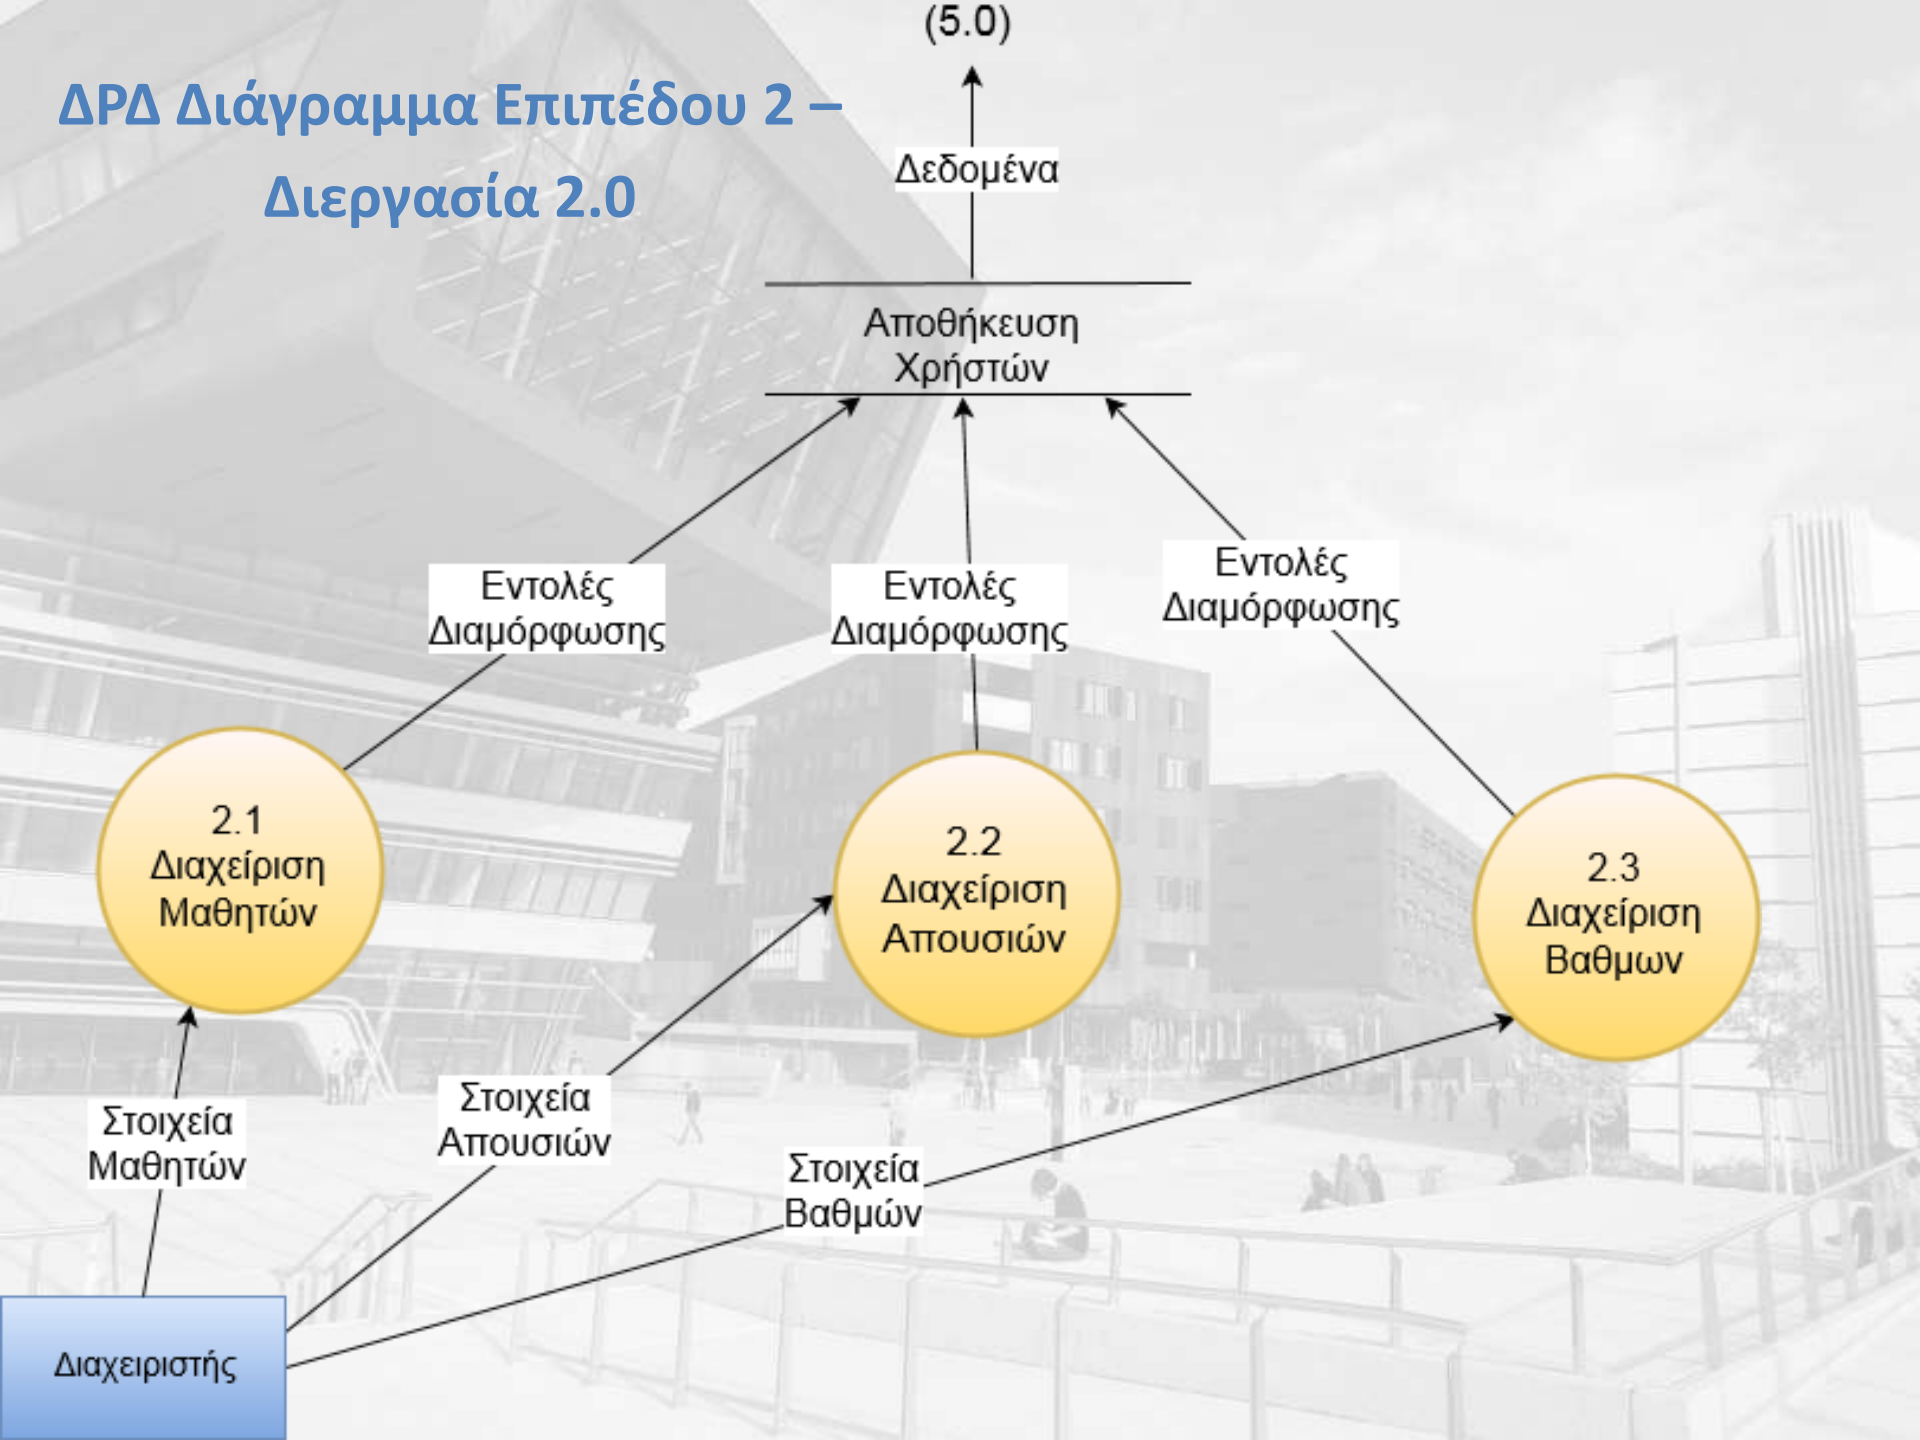 (5.0)
ΔΡΔ Διάγραμμα Επιπέδου 2 –
Διεργασία 2.0
Δεδομένα
Αποθήκευση
Χρήστών
Εντολές
Διαμόρφωσης
Εντολές
Διαμόρφωσης
Εντολές
Διαμόρφωσης
2.1
Διαχείριση
Μαθητών
2.2
Διαχείριση
Απουσιών
2.3
Διαχείριση
Βαθμων
Στοιχεία
Μαθητών
Στοιχεία
Απουσιών
Στοιχεία
Βαθμών
Διαχειριστής